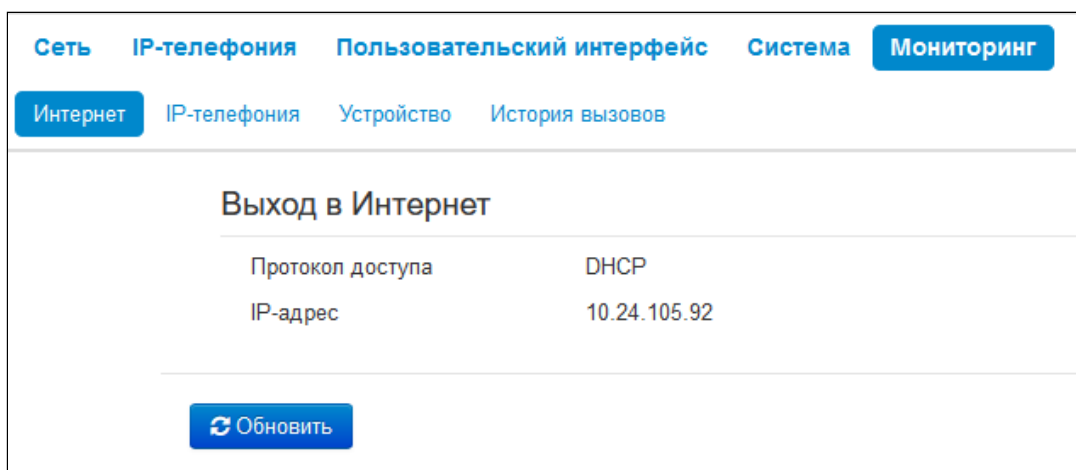 Сеть IP-телефония Пользовательский интерфейс Система Мониторинг
Интернет IP-телефония Устройство История вызовов
Выход в Интернет
Протокол доступа DHCP
IP-адрес 10.24.105.92
Обновить